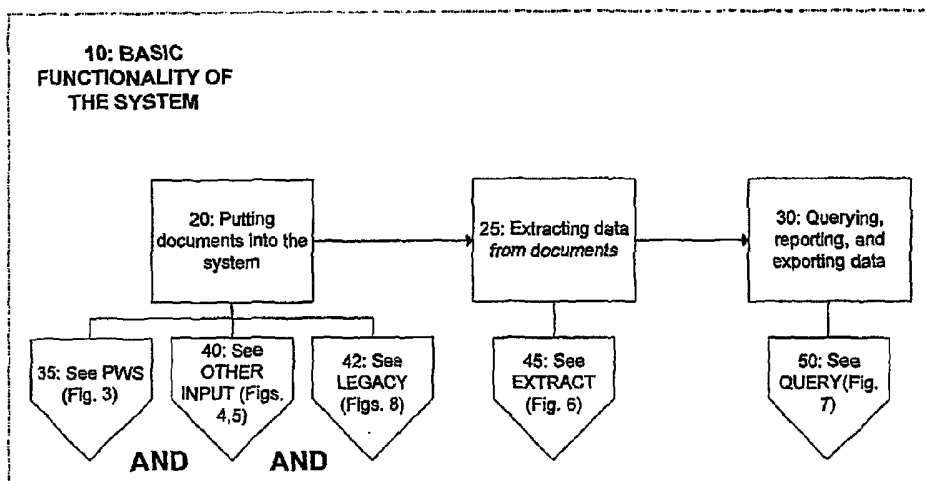 10: BASIC
FUNCTIONALITY OF
THE SYSTEM
20: Putting
documents into the
system
25: Extracting data
from documents
30: Querying,
reporting, and
exporting data
35: See PWS
(Fig. 3)
40: See
OTHER
INPUT (Figs.
4,5)
42: See
LEGACY
(Figs. 8)
45: See
EXTRACT
(Fig. 6)
50: See
QUERY(Fig.
7)
AND
AND